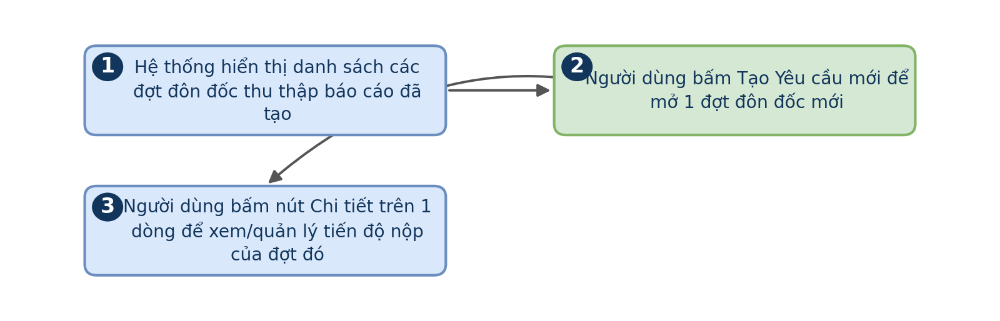 1
Hệ thống hiển thị danh sách các
đợt đôn đốc thu thập báo cáo đã
tạo
2
Người dùng bấm Tạo Yêu cầu mới để
mở 1 đợt đôn đốc mới
3
Người dùng bấm nút Chi tiết trên 1
dòng để xem/quản lý tiến độ nộp
của đợt đó